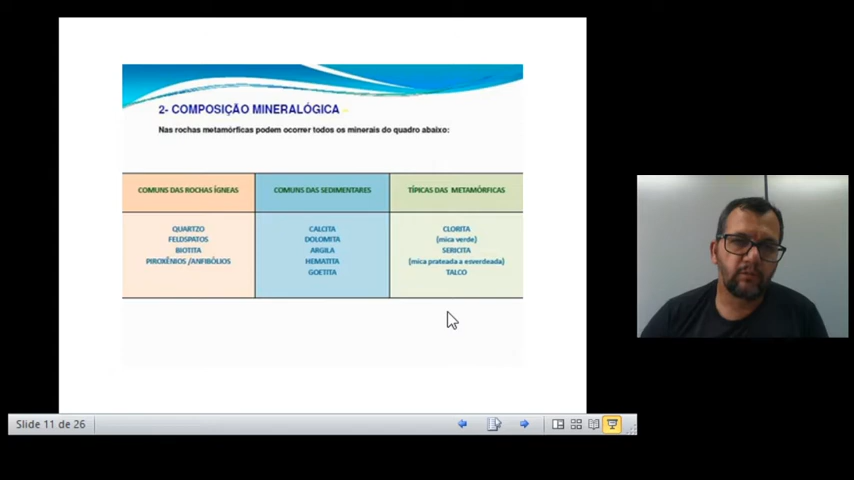 2- COMPOSIÇÃO MINERALÓGICA –
Nas rochas metamórficas podem ocorrer todos os minerais do quadro abaixo:
COMUNS DAS ROCHAS ÍGNEAS
COMUNS DAS SEDIMENTARES
TÍPICAS DAS METAMÓRFICAS
QUARTZO
FELDSPATOS
BIOTITA
PIROXÊNIOS /ANFIBÓLIOS
CALCITA
DOLOMITA
ARGILA
HEMATITA
GOETITA
CLORITA
(mica verde)
SERICITA
(mica prateada a enverdeada)
TALCO
Slide 11 de 26